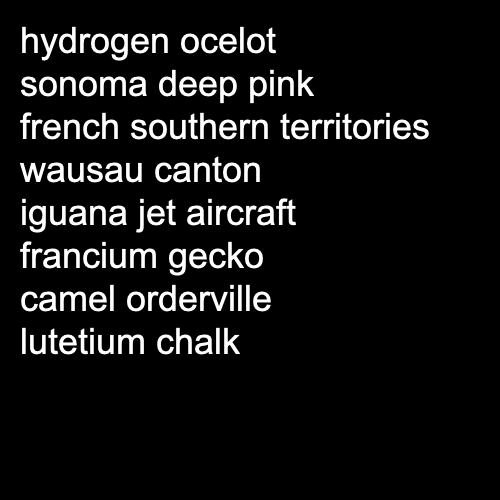 hydrogen ocelot
sonoma deep pink
french southern territories
wausau canton
iguana jet aircraft
francium gecko
camel orderville
lutetium chalk